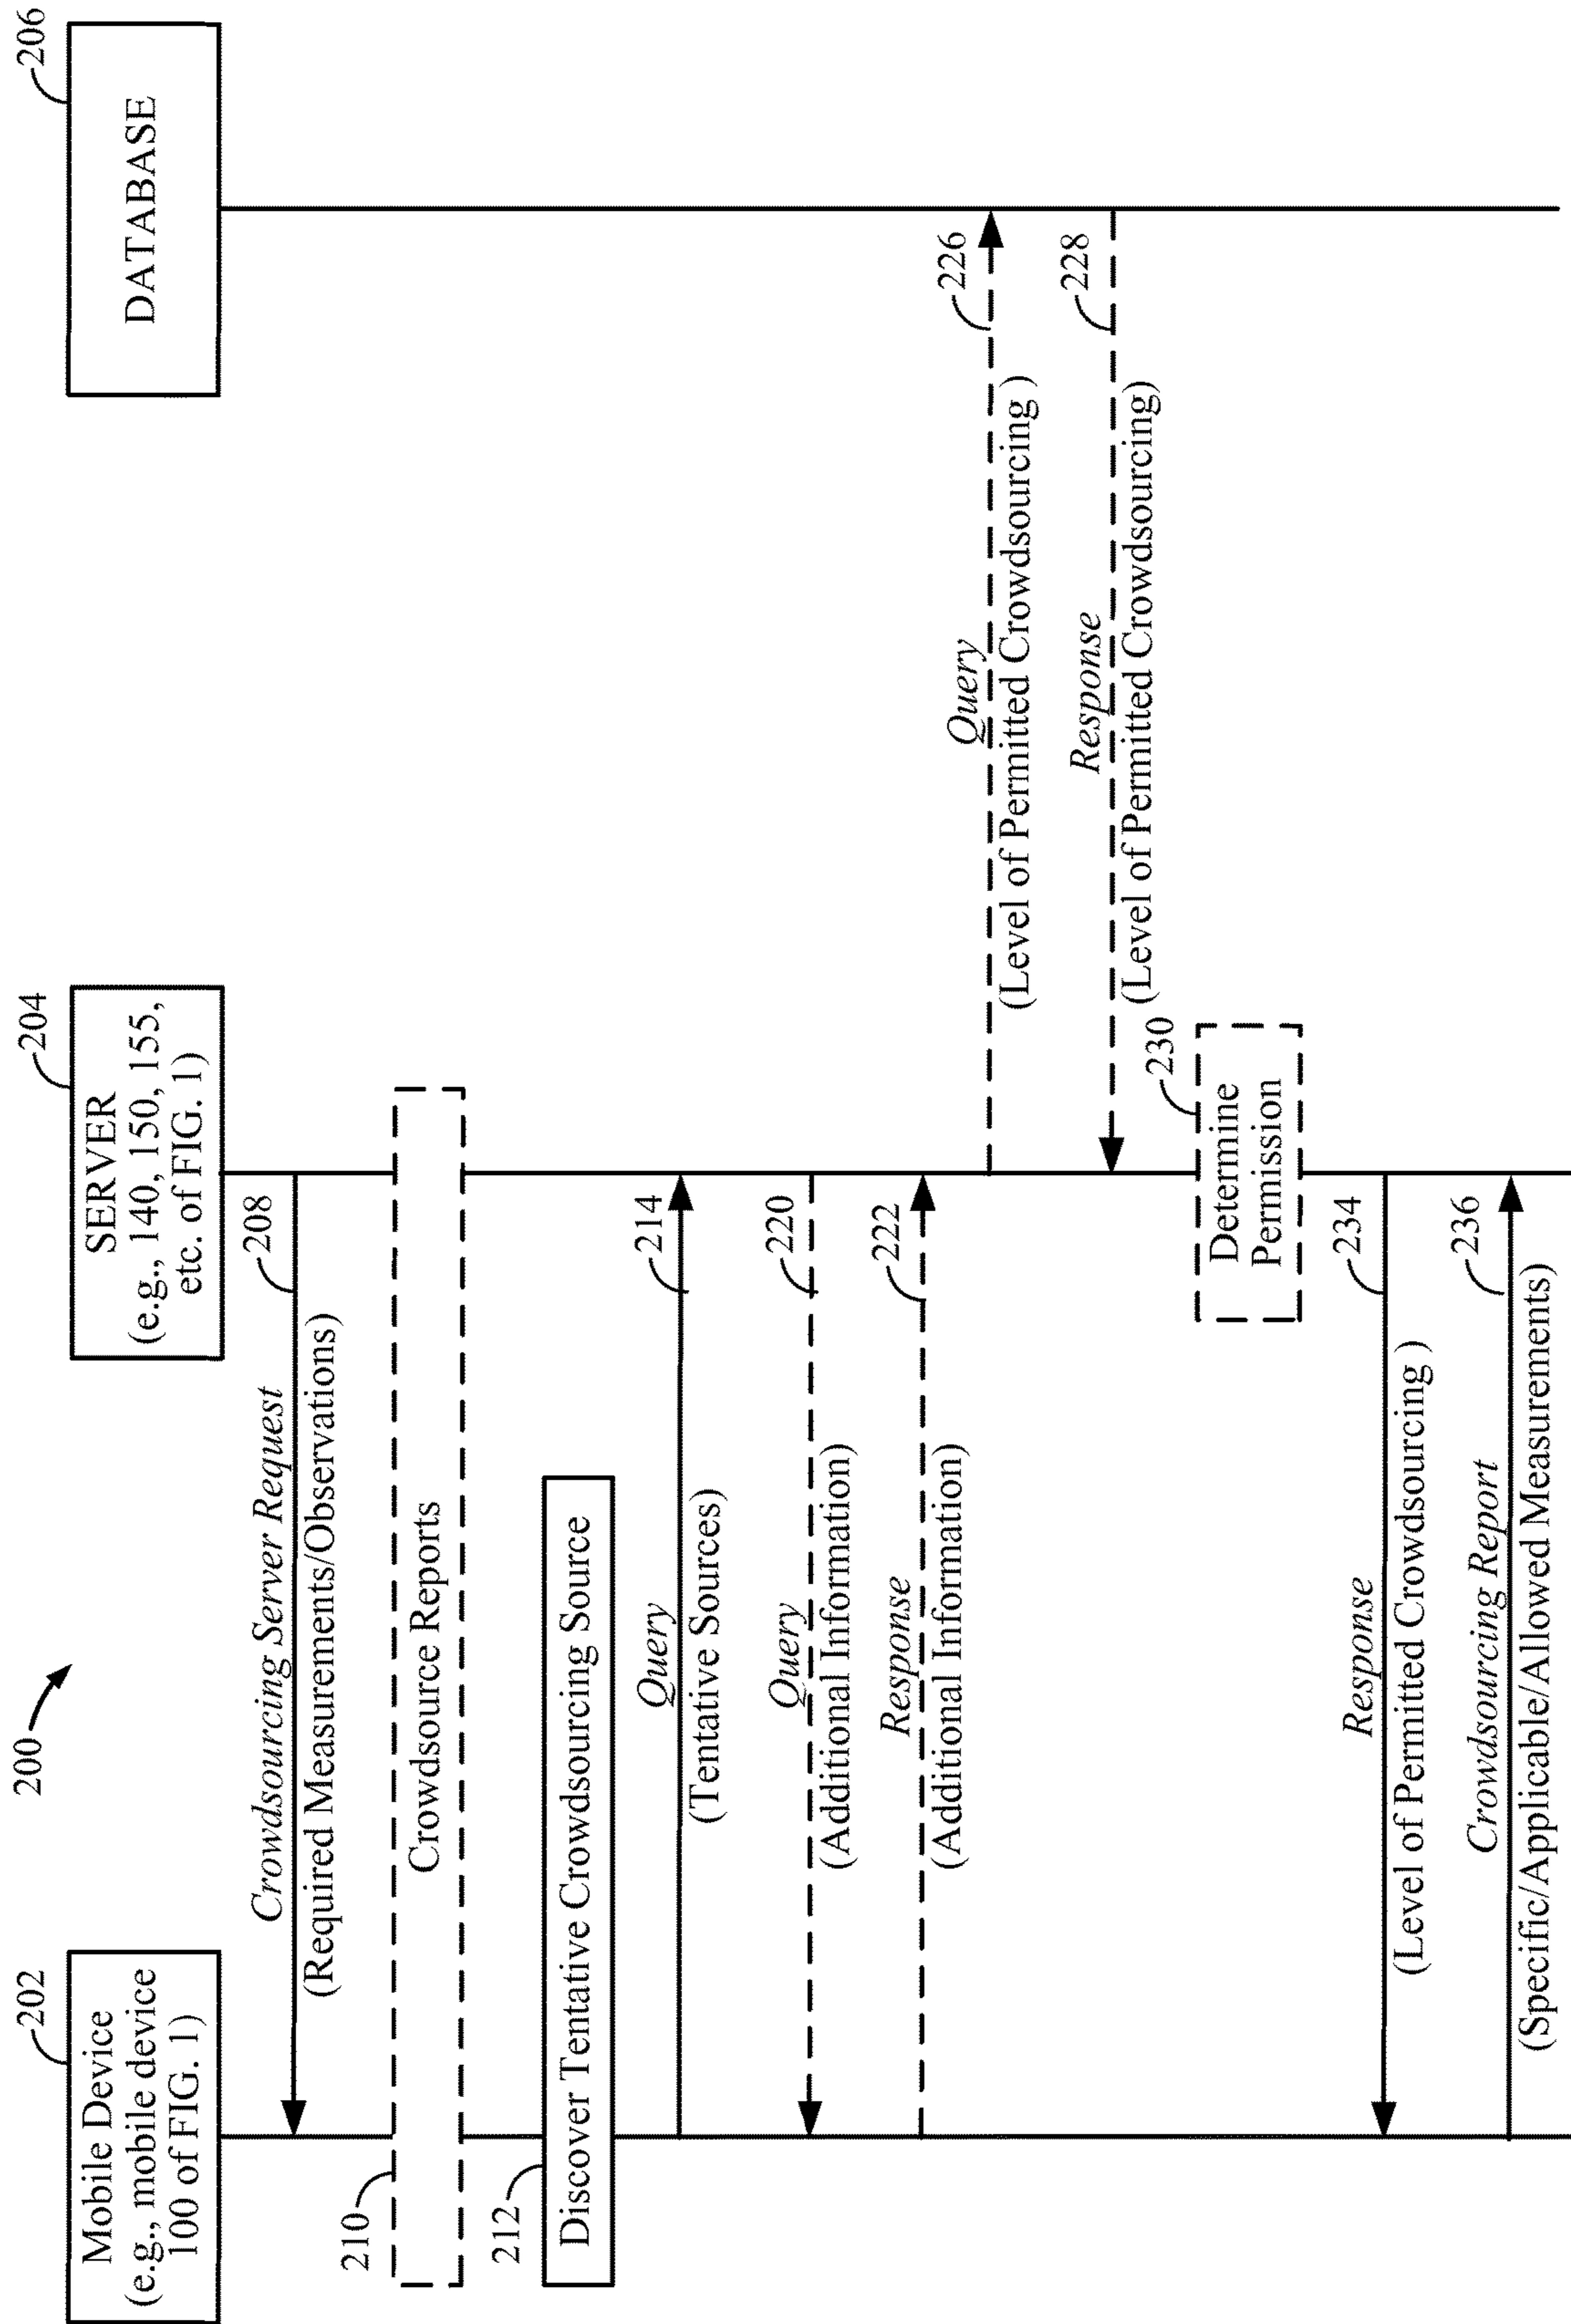 200
202
Mobile Device
(e.g., mobile device
100 of FIG. 1)
204
SERVER
(e.g., 140, 150, 155,
etc. of FIG. 1)
206
DATABASE
Crowdsourcing Server Request
208
(Required Measurements/Observations)
210
Crowdsource Reports
212
Discover Tentative Crowdsourcing Source
Query
214
(Tentative Sources)
Query
220
(Additional Information)
Response
222
(Additional Information)
Query
226
(Level of Permitted Crowdsourcing )
Response
228
(Level of Permitted Crowdsourcing)
230
Determine
Permission
Response
234
(Level of Permitted Crowdsourcing )
Crowdsourcing Report
236
(Specific/Applicable/Allowed Measurements)